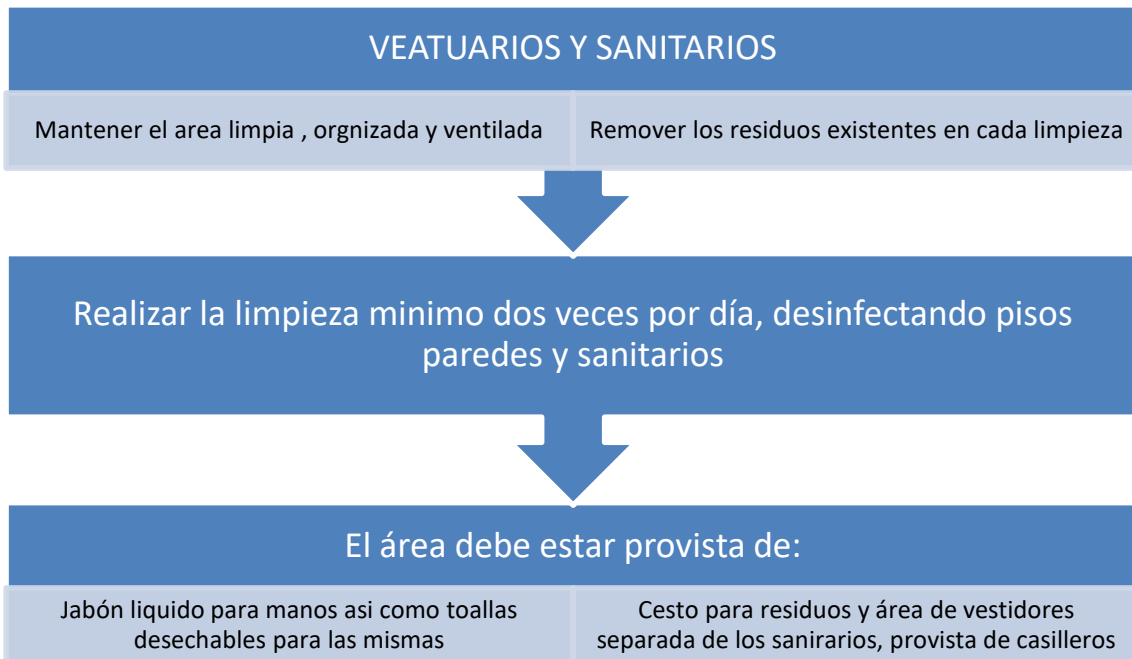 VEATUARIOS Y SANITARIOS
Mantener el area limpia , orgnizada y ventilada
Remover los residuos existentes en cada limpieza
Realizar la limpieza minimo dos veces por día, desinfectando pisos
paredes y sanitarios
El área debe estar provista de:
Jabón liquido para manos asi como toallas
desechables para las mismas
Cesto para residuos y área de vestidores
separada de los sanirarios, provista de casilleros